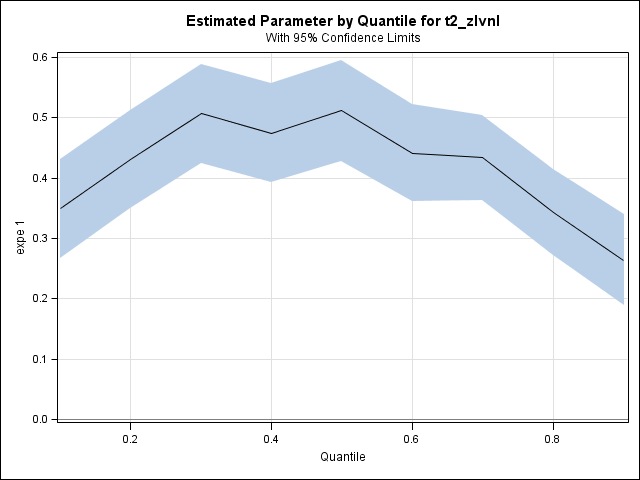 Estimated Parameter by Quantile for t2_zlvnl
With 95% Confidence Limits
0.6
0.5
0.4
0.3
0.2
0.1
0.0
expe 1
0.2 0.4 0.6 0.8
Quantile